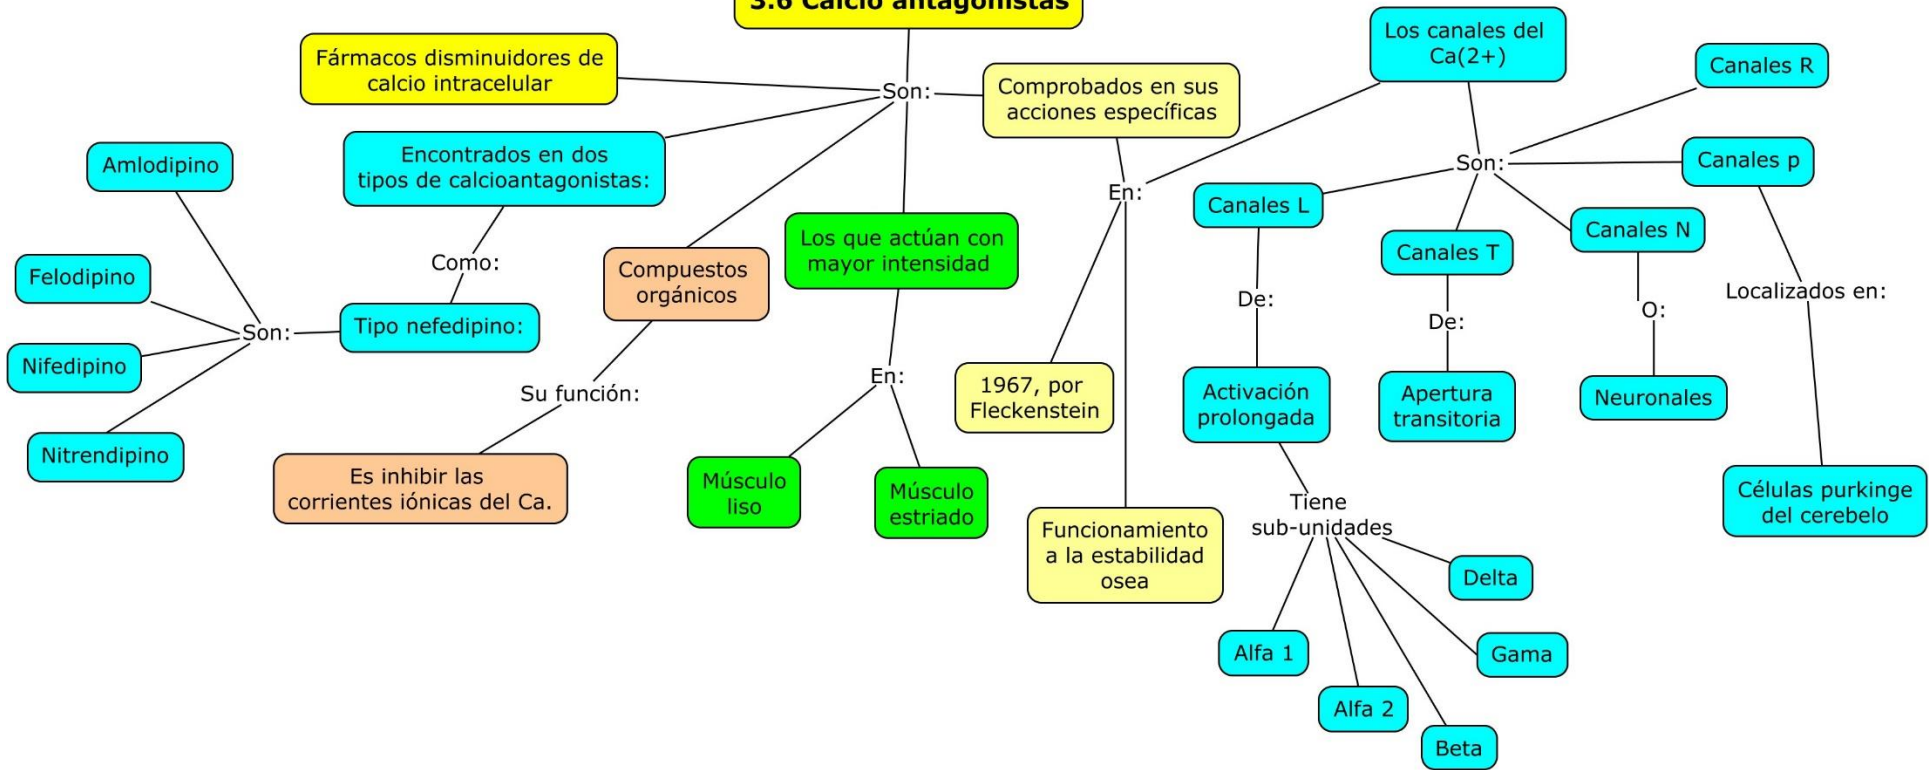 3.6 Calcio antagonistas
Fármacos disminuidores de
calcio intracelular
Son:
Comprobados en sus
acciones específicas
Los canales del
Ca(2+)
Canales R
Amlodipino
Encontrados en dos
tipos de calcioantagonistas:
En:
Son:
Canales p
Canales L
Canales N
Los que actúan con
mayor intensidad
Canales T
Felodipino
Como:
Compuestos
orgánicos
De:
Localizados en:
Son:
Tipo nefedipino:
De:
O:
Nifedipino
Su función:
En:
1967, por
Fleckenstein
Activación
prolongada
Apertura
transitoria
Neuronales
Nitrendipino
Es inhibir las
corrientes iónicas del Ca.
Músculo
liso
Músculo
estriado
Células purkinge
del cerebelo
Tiene
sub-unidades
Funcionamiento
a la estabilidad
osea
Delta
Alfa 1
Gama
Alfa 2
Beta